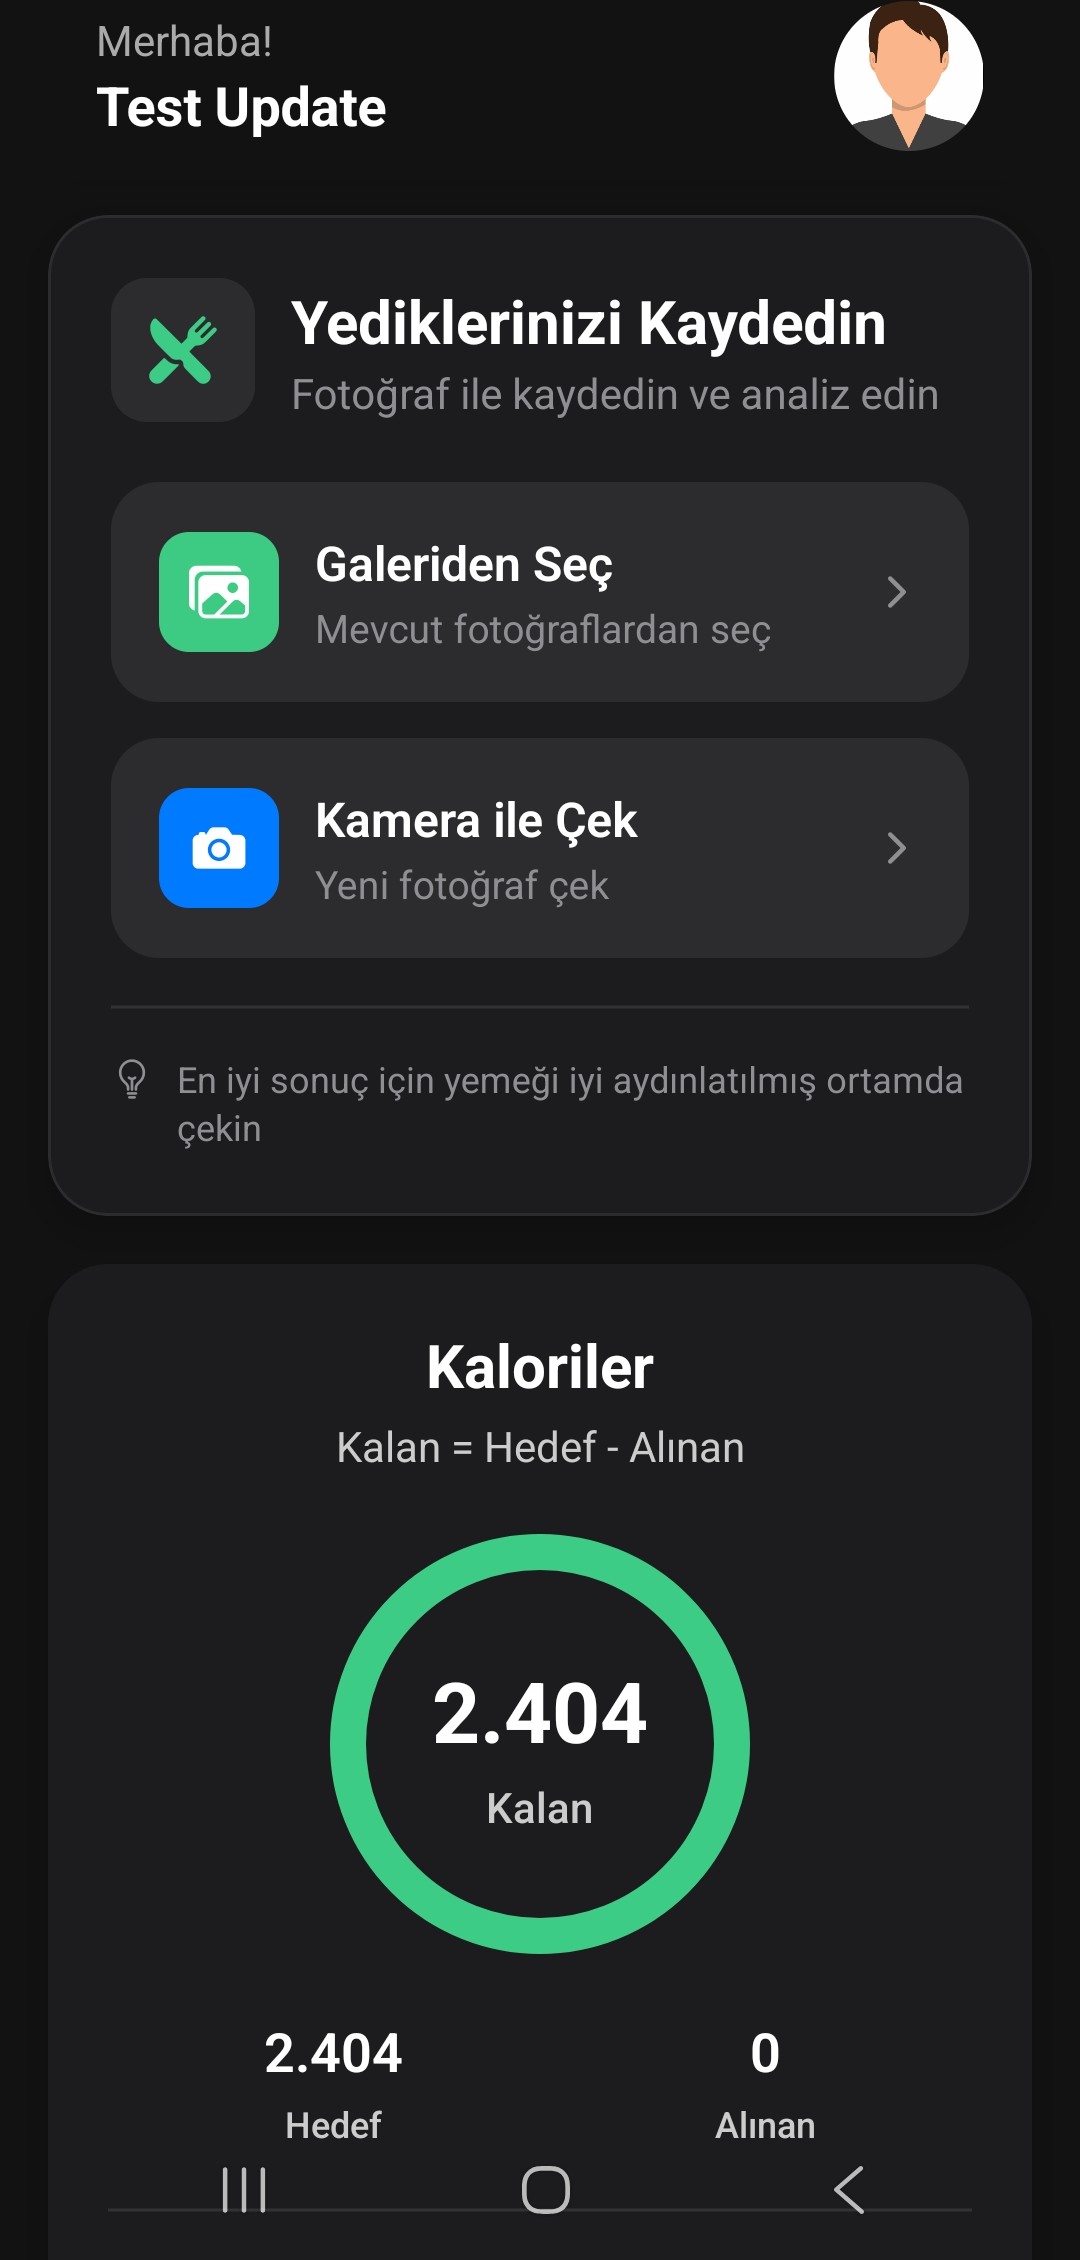 Merhaba!
Test Update
Yediklerinizi Kaydedin
Fotoğraf ile kaydedin ve analiz edin
Galeriden Seç
Mevcut fotoğraflardan seç
Kamera ile Çek
Yeni fotoğraf çek
En iyi sonuç için yemeği iyi aydınlatılmış ortamda
çekin
Kaloriler
Kalan = Hedef - Alınan
2.404
Kalan
2.404
Hedef
0
Alınan